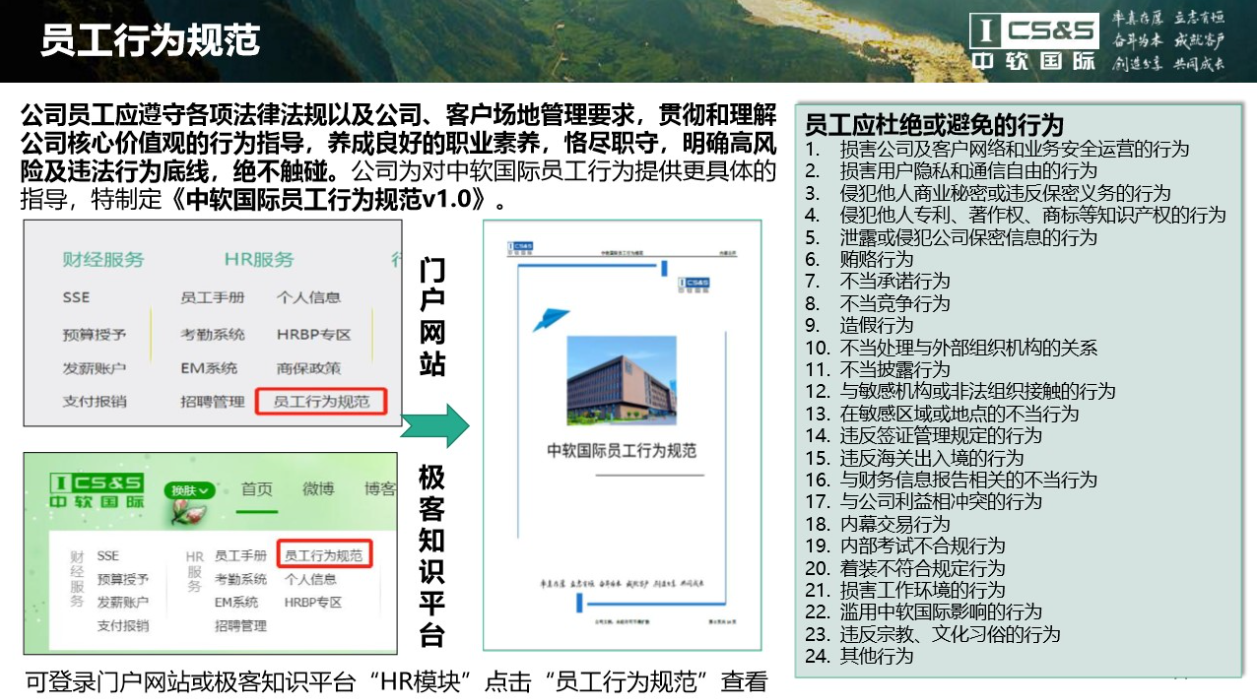 员工行为规范
ICS&S
中软国际
率真存厚 立志有恒
奋斗为本 成就客户
创造分享 共同成长
公司员工应遵守各项法律法规以及公司、客户场地管理要求，贯彻和理解
公司核心价值观的行为指导，养成良好的职业素养，恪尽职守，明确高风
险及违法行为底线，绝不触碰。公司为对中软国际员工行为提供更具体的
指导，特制定《中软国际员工行为规范v1.0》。
财经服务 HR服务 行
SSE 员工手册 个人信息
预算授予 考勤系统 HRBP专区
发薪账户 EM系统 商保政策
支付报销 招聘管理 员工行为规范
门户网站
ICS&S
中软国际
换肤 首页 微博 博客
财经服务
SSE
预算授予
发薪账户
支付报销
HR服务
员工手册 员工行为规范
考勤系统 个人信息
EM系统 HRBP专区
招聘管理
极客知识平台
ICS&S
ICS&S
中软国际员工行为规范
率真存厚 立志有恒 奋斗为本 成就客户 创造分享 共同成长
可登录门户网站或极客知识平台“HR模块”点击“员工行为规范”查看
员工应杜绝或避免的行为
1. 损害公司及客户网络和业务安全运营的行为
2. 损害用户隐私和通信自由的行为
3. 侵犯他人商业秘密或违反保密义务的行为
4. 侵犯他人专利、著作权、商标等知识产权的行为
5. 泄露或侵犯公司保密信息的行为
6. 贿赂行为
7. 不当承诺行为
8. 不当竞争行为
9. 造假行为
10. 不当处理与外部组织机构的关系
11. 不当披露行为
12. 与敏感机构或非法组织接触的行为
13. 在敏感区域或地点的不当行为
14. 违反签证管理规定的行为
15. 违反海关出入境的行为
16. 与财务信息报告相关的不当行为
17. 与公司利益相冲突的行为
18. 内幕交易行为
19. 内部考试不合规行为
20. 着装不符合规定行为
21. 损害工作环境的行为
22. 滥用中软国际影响的行为
23. 违反宗教、文化习俗的行为
24. 其他行为